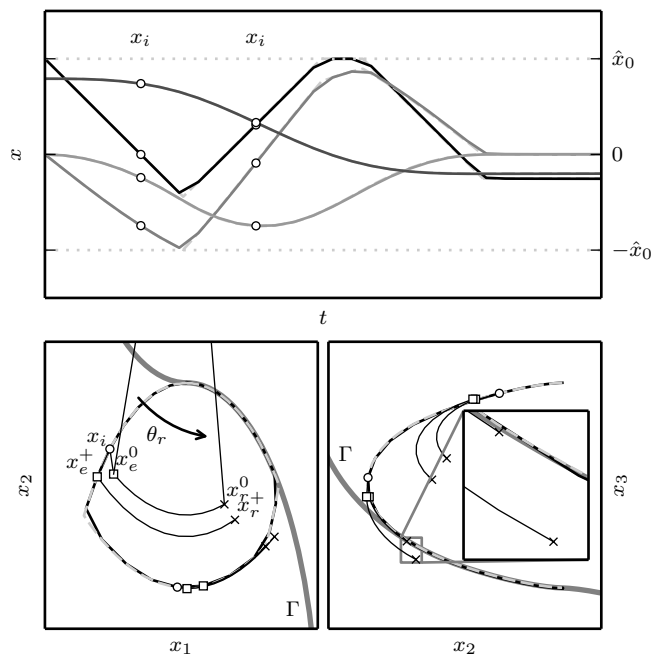 x_i x_i
x̂_0
x 0
−x̂_0
t
θ_r
x_i
x_e^+ x_e^0
x_r^0
x_r^+
x_2
Γ
x_1
Γ
x_3
x_2